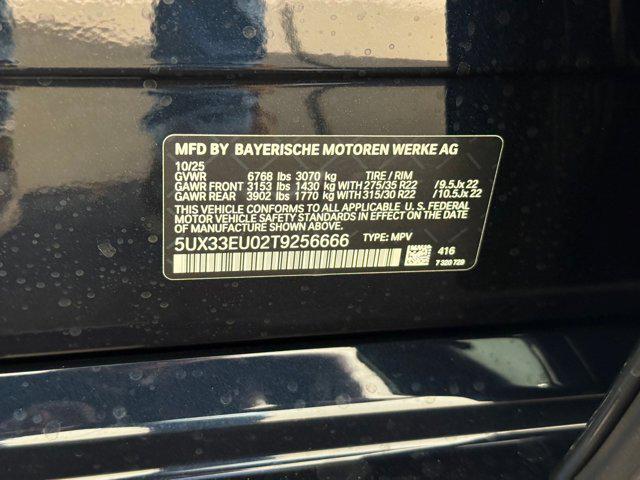 MFD BY BAYERISCHE MOTOREN WERKE AG
10/25
GVWR 6768 lbs 3070 kg TIRE / RIM
GAWR FRONT 3153 lbs 1430 kg WITH 275/35 R22 /9.5Jx22
GAWR REAR 3902 lbs 1770 kg WITH 315/30 R22 /10.5Jx22
THIS VEHICLE CONFORMS TO ALL APPLICABLE U. S. FEDERAL
MOTOR VEHICLE SAFETY STANDARDS IN EFFECT ON THE DATE OF
MANUFACTURE SHOWN ABOVE.
5UX33EU02T9256666 TYPE: MPV
416
7 320 729